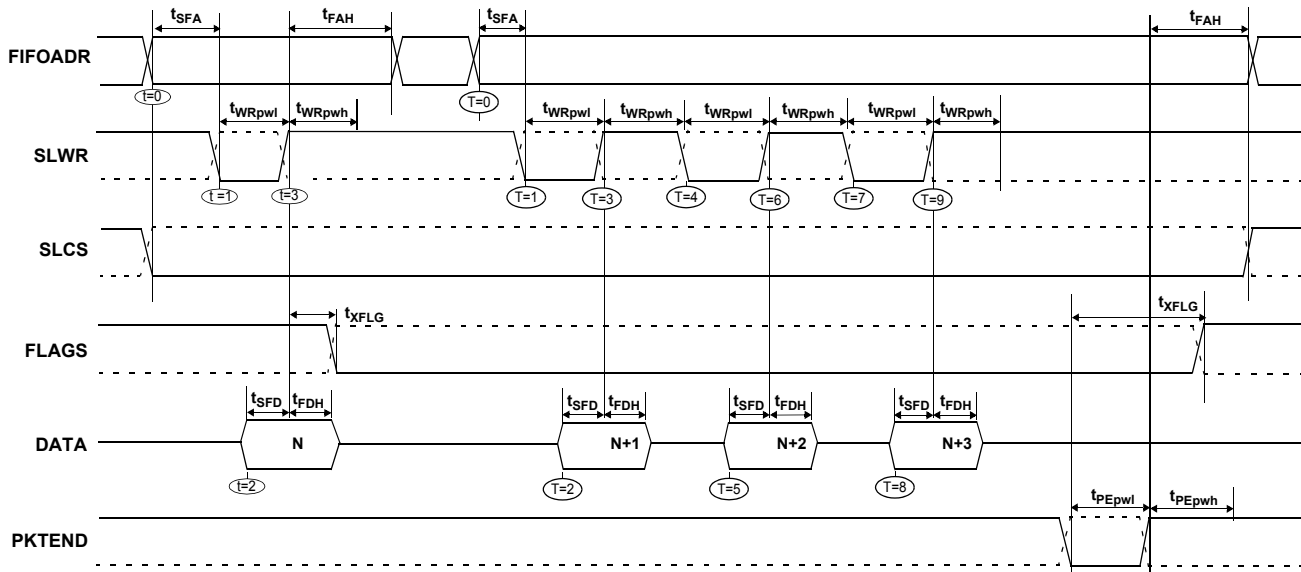 tSFA tFAH tSFA tFAH
FIFOADR
t=0 T=0
tWRpwl tWRpwh tWRpwl tWRpwh tWRpwl tWRpwh tWRpwl tWRpwh
SLWR
t =1 t=3 T=1 T=3 T=4 T=6 T=7 T=9
SLCS
tXFLG tXFLG
FLAGS
tSFD tFDH tSFD tFDH tSFD tFDH tSFD tFDH
DATA N N+1 N+2 N+3
t=2 T=2 T=5 T=8
tPEpwl tPEpwh
PKTEND